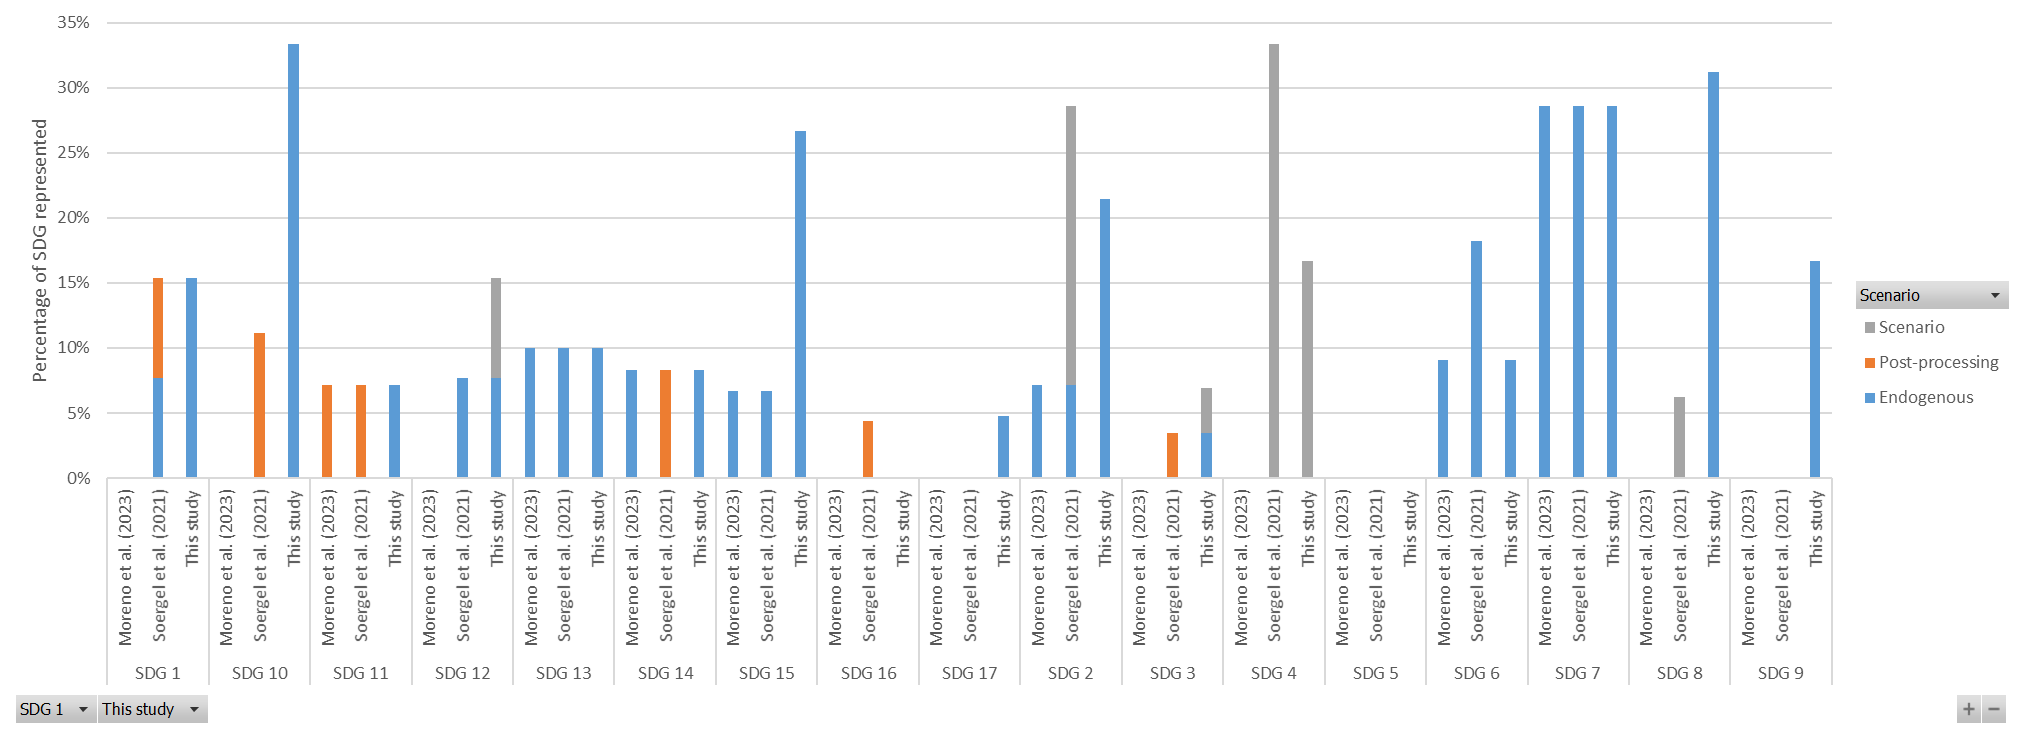 35%
30%
25%
20%
15%
10%
5%
0%
Percentage of SDG represented
Moreno et al. (2023)
Soergel et al. (2021)
This study
Moreno et al. (2023)
Soergel et al. (2021)
This study
Moreno et al. (2023)
Soergel et al. (2021)
This study
Moreno et al. (2023)
Soergel et al. (2021)
This study
Moreno et al. (2023)
Soergel et al. (2021)
This study
Moreno et al. (2023)
Soergel et al. (2021)
This study
Moreno et al. (2023)
Soergel et al. (2021)
This study
Moreno et al. (2023)
Soergel et al. (2021)
This study
Moreno et al. (2023)
Soergel et al. (2021)
This study
Moreno et al. (2023)
Soergel et al. (2021)
This study
Moreno et al. (2023)
Soergel et al. (2021)
This study
Moreno et al. (2023)
Soergel et al. (2021)
This study
Moreno et al. (2023)
Soergel et al. (2021)
This study
Moreno et al. (2023)
Soergel et al. (2021)
This study
Moreno et al. (2023)
Soergel et al. (2021)
This study
Moreno et al. (2023)
Soergel et al. (2021)
This study
Moreno et al. (2023)
Soergel et al. (2021)
This study
SDG 1 SDG 10 SDG 11 SDG 12 SDG 13 SDG 14 SDG 15 SDG 16 SDG 17 SDG 2 SDG 3 SDG 4 SDG 5 SDG 6 SDG 7 SDG 8 SDG 9
Scenario
Scenario
Post-processing
Endogenous
SDG 1 This study
+ −